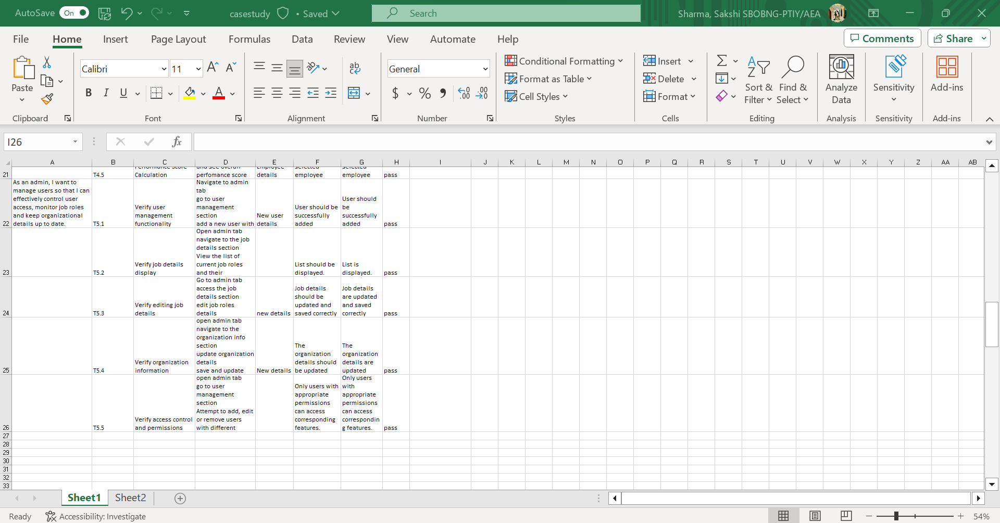 AutoSave On casestudy • Saved Search Sharma, Sakshi SBOBNG-PTIY/AEA
File Home Insert Page Layout Formulas Data Review View Automate Help Comments Share
Paste
Clipboard
Calibri 11
B I U
Font
ab
Alignment
General
$ % 9
Number
Conditional Formatting
Format as Table
Cell Styles
Styles
Insert
Delete
Format
Cells
Sort &
Filter
Find &
Select
Editing
Analyze
Data
Analysis
Sensitivity
Sensitivity
Add-ins
Add-ins
I26
fx
A B C D E F G H I J K L M N O P Q R S T U V W X Y Z AA AB
21
T4.5
Performance Score
Calculation
and see overall
perfomance score
Employee
details
selected
employee
selected
employee
pass
22
As an admin, I want to
manage users so that I can
effectively control user
access, monitor job roles
and keep organizational
details up to date.
T5.1
Verify user
management
functionality
Navigate to admin
tab
go to user
management
section
add a new user with
New user
details
User should be
successfully
added
User should
be
successfully
added
pass
23
T5.2
Verify job details
display
Open admin tab
navigate to the job
details section
View the list of
current job roles
and their
List should be
displayed.
List is
displayed.
pass
24
T5.3
Verify editing job
details
Go to admin tab
access the job
details section
edit job roles
details
new details
Job details
should be
updated and
saved correctly
Job details
are updated
and saved
correctly
pass
25
T5.4
Verify organization
information
open admin tab
navigate to the
organization info
section
update organization
details
save and update
New details
The
organization
details should
be updated
The
organization
details are
updated
pass
26
T5.5
Verify access control
and permissions
open admin tab
go to user
management
section
Attempt to add, edit
or remove users
with different
Only users with
appropriate
permissions
can access
corresponding
features.
Only users
with
appropriate
permissions
can access
correspondin
g features.
pass
27
28
29
30
31
32
33
Sheet1 Sheet2
Ready Accessibility: Investigate 54%